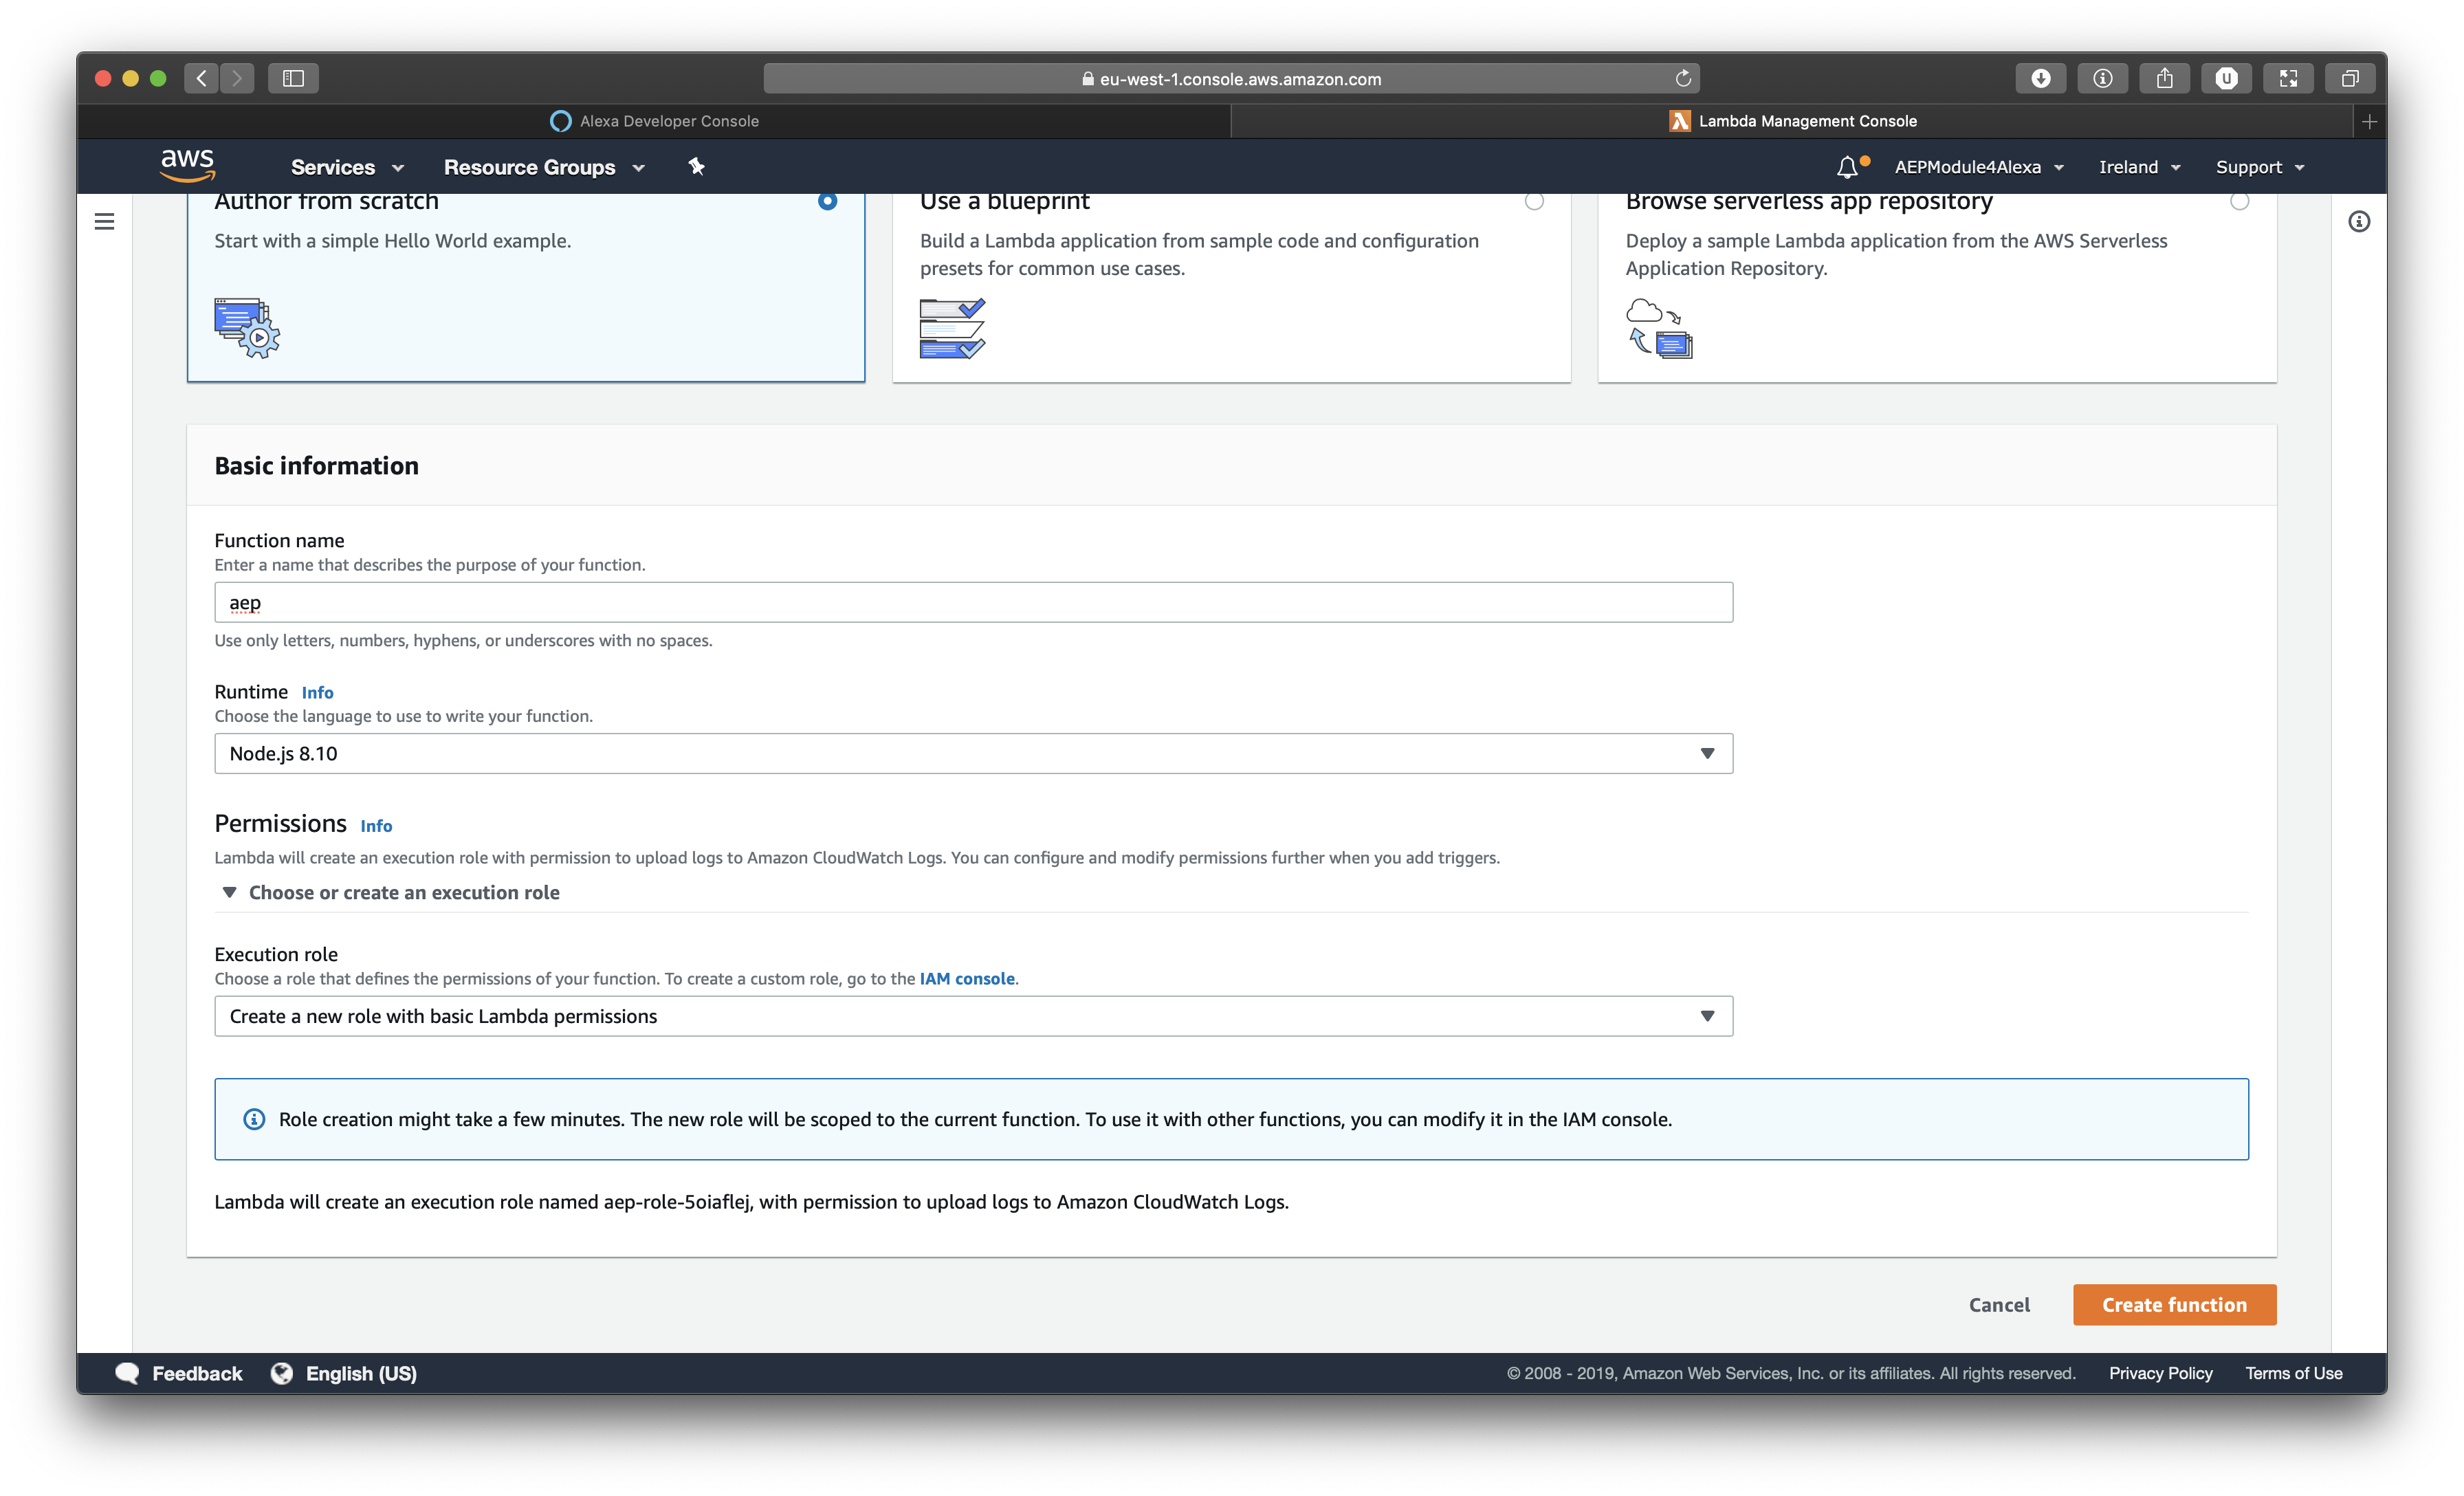 eu-west-1.console.aws.amazon.com
Alexa Developer Console
Lambda Management Console
aws
Services
Resource Groups
AEPModule4Alexa
Ireland
Support
Author from scratch
Start with a simple Hello World example.
Use a blueprint
Build a Lambda application from sample code and configuration
presets for common use cases.
Browse serverless app repository
Deploy a sample Lambda application from the AWS Serverless
Application Repository.
Basic information
Function name
Enter a name that describes the purpose of your function.
aep
Use only letters, numbers, hyphens, or underscores with no spaces.
Runtime Info
Choose the language to use to write your function.
Node.js 8.10
Permissions Info
Lambda will create an execution role with permission to upload logs to Amazon CloudWatch Logs. You can configure and modify permissions further when you add triggers.
Choose or create an execution role
Execution role
Choose a role that defines the permissions of your function. To create a custom role, go to the IAM console.
Create a new role with basic Lambda permissions
Role creation might take a few minutes. The new role will be scoped to the current function. To use it with other functions, you can modify it in the IAM console.
Lambda will create an execution role named aep-role-5oiaflej, with permission to upload logs to Amazon CloudWatch Logs.
Cancel
Create function
Feedback
English (US)
© 2008 - 2019, Amazon Web Services, Inc. or its affiliates. All rights reserved.
Privacy Policy
Terms of Use